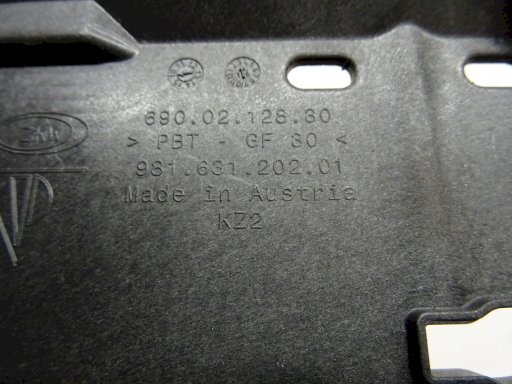 690.02.128.30
> PBT - GF 30 <
981.631.202.01
Made in Austria
KZ2